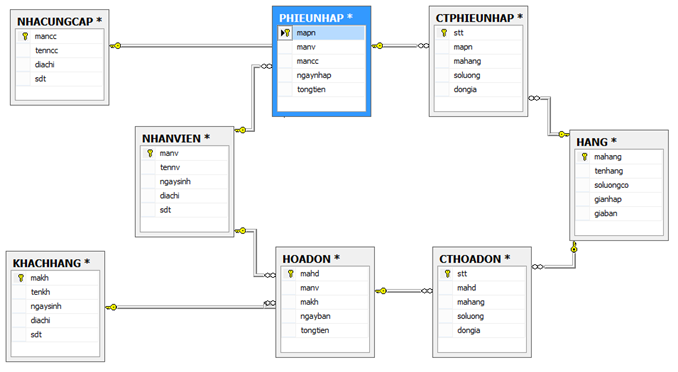 NHACUNGCAP *
mancc
tenncc
diachi
sdt
PHIEUNHAP *
mapn
manv
mancc
ngaynhap
tongtien
CTPHIEUNHAP *
stt
mapn
mahang
soluong
dongia
NHANVIEN *
manv
tennv
ngaysinh
diachi
sdt
HANG *
mahang
tenhang
soluongco
gianhap
giaban
KHACHHANG *
makh
tenkh
ngaysinh
diachi
sdt
HOADON *
mahd
manv
makh
ngayban
tongtien
CTHOADON *
stt
mahd
mahang
soluong
dongia